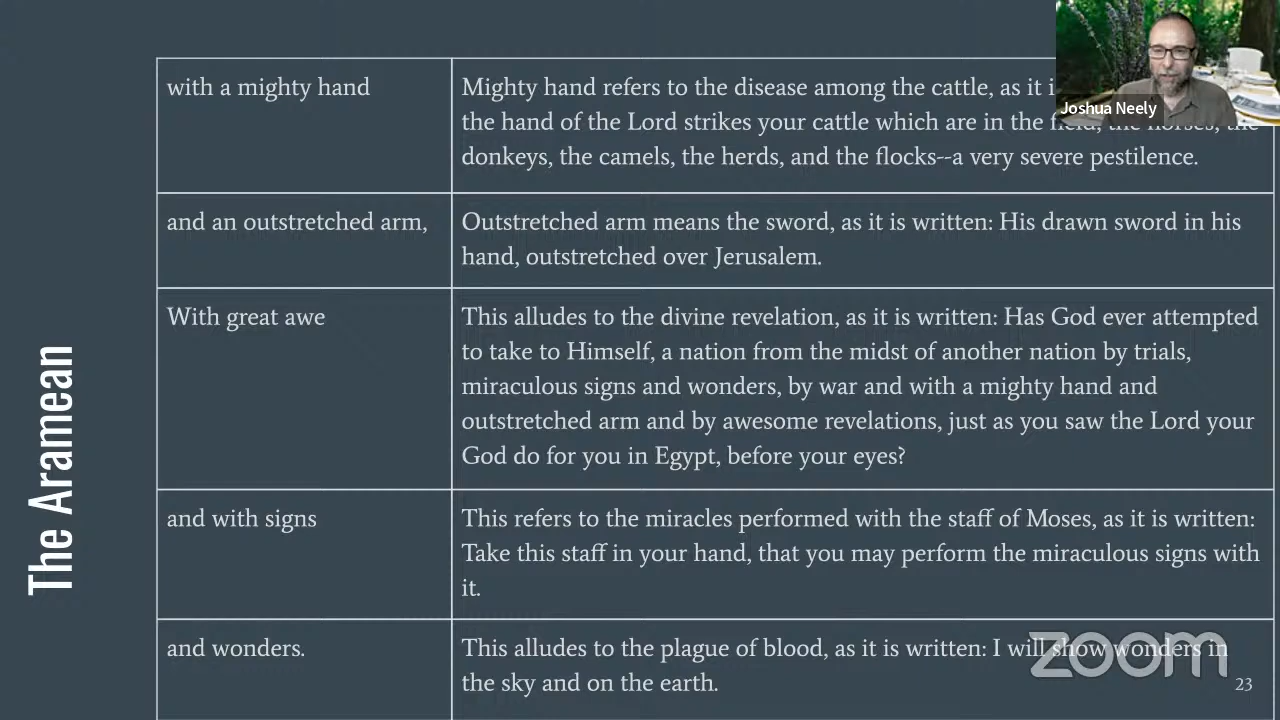 The Aramean
with a mighty hand
Mighty hand refers to the disease among the cattle, as it
the hand of the Lord strikes your cattle which are in the field, the horses, the
donkeys, the camels, the herds, and the flocks--a very severe pestilence.
and an outstretched arm,
Outstretched arm means the sword, as it is written: His drawn sword in his
hand, outstretched over Jerusalem.
With great awe
This alludes to the divine revelation, as it is written: Has God ever attempted
to take to Himself, a nation from the midst of another nation by trials,
miraculous signs and wonders, by war and with a mighty hand and
outstretched arm and by awesome revelations, just as you saw the Lord your
God do for you in Egypt, before your eyes?
and with signs
This refers to the miracles performed with the staff of Moses, as it is written:
Take this staff in your hand, that you may perform the miraculous signs with
it.
and wonders.
This alludes to the plague of blood, as it is written: I will show wonders in
the sky and on the earth.
Joshua Neely
zoom
23